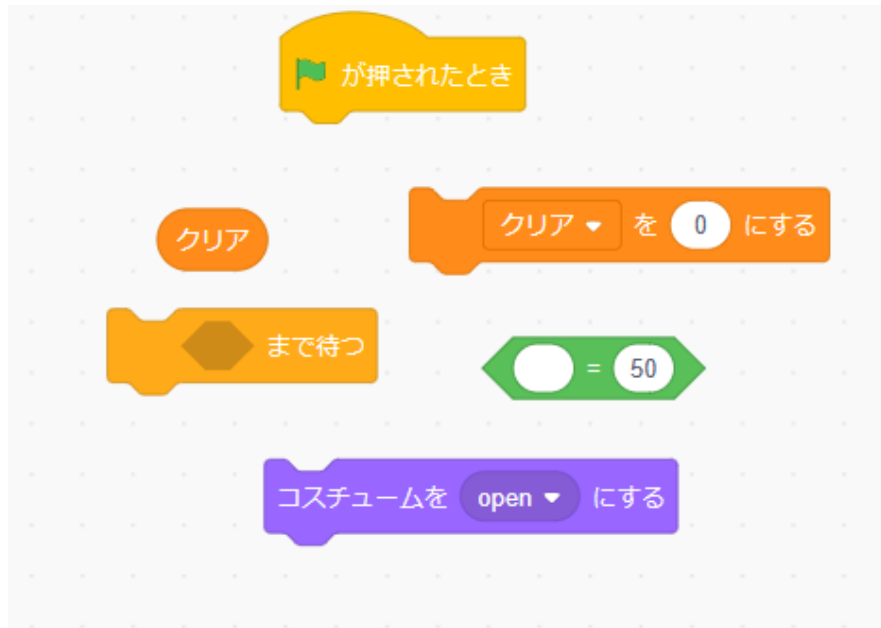 が押されたとき
クリア を 0 にする
クリア
まで待つ
= 50
コスチュームを open にする